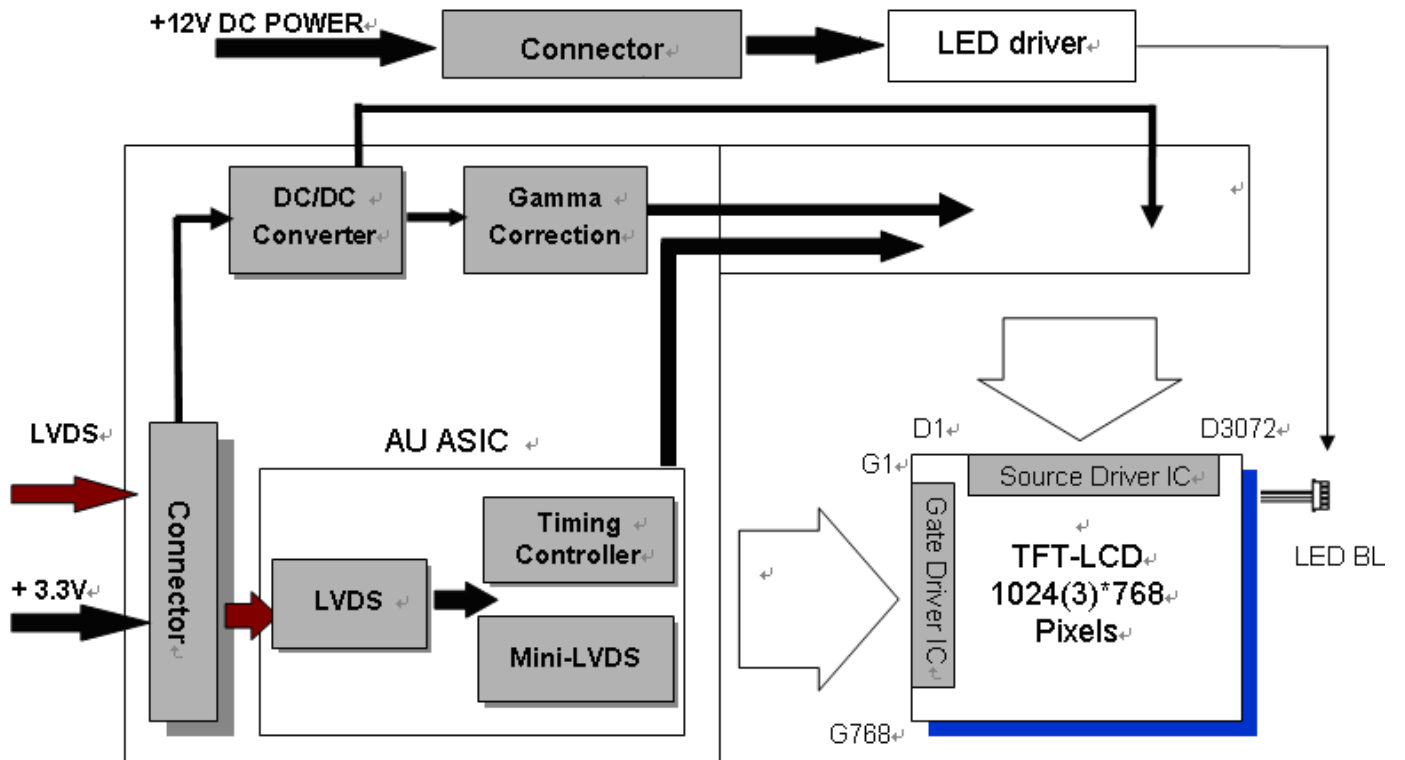 +12V DC POWER
Connector
LED driver
DC/DC
Converter
Gamma
Correction
LVDS
+ 3.3V
Connector
AU ASIC
LVDS
Timing
Controller
Mini-LVDS
D1
D3072
G1
G768
Source Driver IC
Gate Driver IC
TFT-LCD
1024(3)*768
Pixels
LED BL